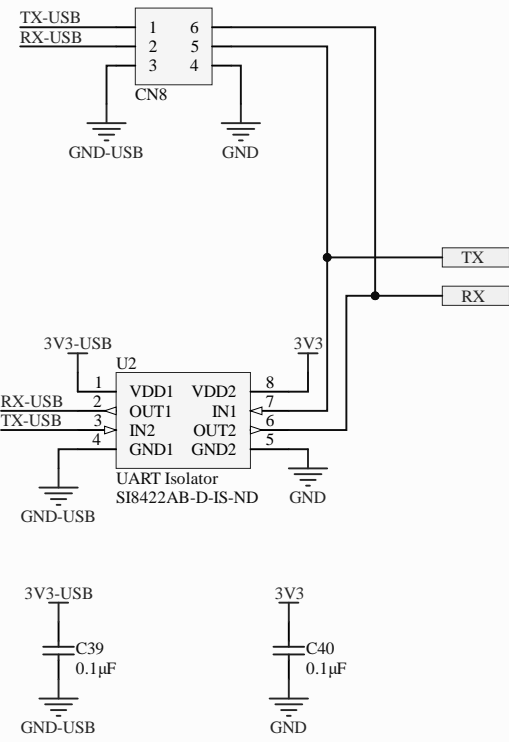 TX-USB
RX-USB
1 6
2 5
3 4
CN8
GND-USB
GND
TX
RX
3V3-USB
3V3
U2
1 VDD1 VDD2 8
RX-USB 2 OUT1 IN1 7
TX-USB 3 IN2 OUT2 6
4 GND1 GND2 5
UART Isolator
SI8422AB-D-IS-ND
GND-USB
GND
3V3-USB
C39
0.1µF
GND-USB
3V3
C40
0.1µF
GND